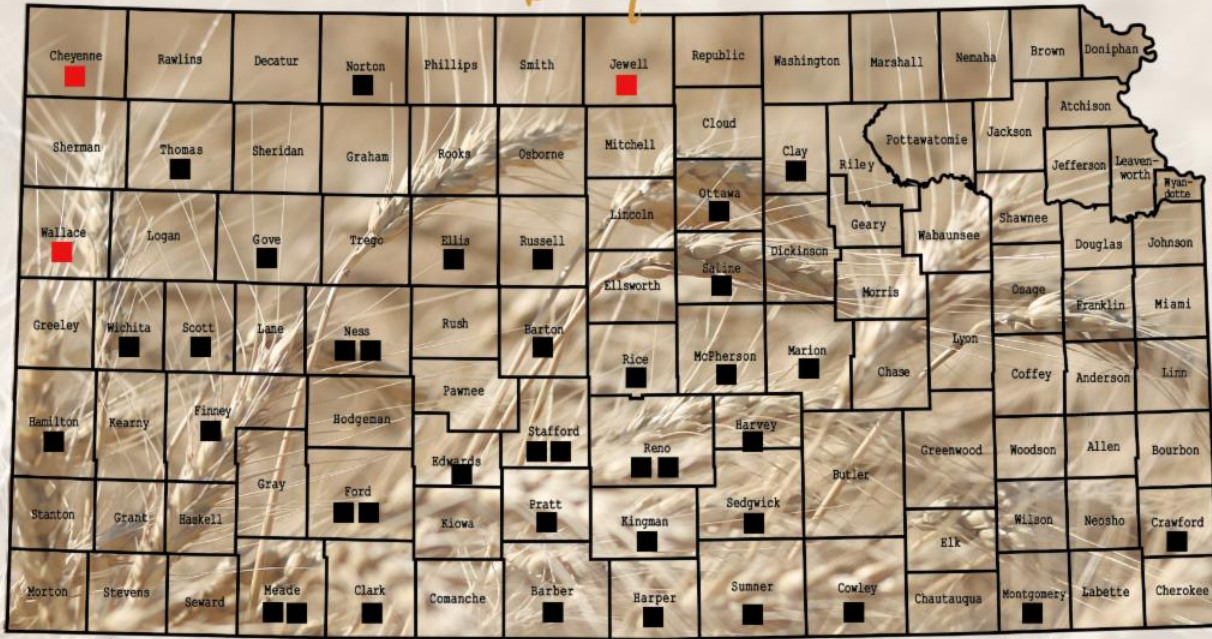 Cheyenne
Rawlins
Decatur
Norton
Phillips
Smith
Jewell
Republic
Washington
Marshall
Nemaha
Brown
Doniphan
Sherman
Thomas
Sheridan
Graham
Rooks
Osborne
Mitchell
Cloud
Clay
Riley
Pottawatomie
Jackson
Atchison
Jefferson
Leaven-
worth
Wyan-
dotte
Wallace
Logan
Gove
Trego
Ellis
Russell
Lincoln
Ottawa
Saline
Dickinson
Geary
Wabaunsee
Shawnee
Douglas
Johnson
Greeley
Wichita
Scott
Lane
Ness
Rush
Barton
Ellsworth
Rice
McPherson
Marion
Morris
Chase
Lyon
Osage
Franklin
Miami
Coffey
Anderson
Linn
Hamilton
Kearny
Finney
Hodgeman
Pawnee
Edwards
Stafford
Reno
Harvey
Butler
Greenwood
Woodson
Allen
Bourbon
Stanton
Grant
Haskell
Gray
Ford
Kiowa
Pratt
Kingman
Sedgwick
Elk
Wilson
Neosho
Crawford
Morton
Stevens
Seward
Meade
Clark
Comanche
Barber
Harper
Sumner
Cowley
Chautauqua
Montgomery
Labette
Cherokee